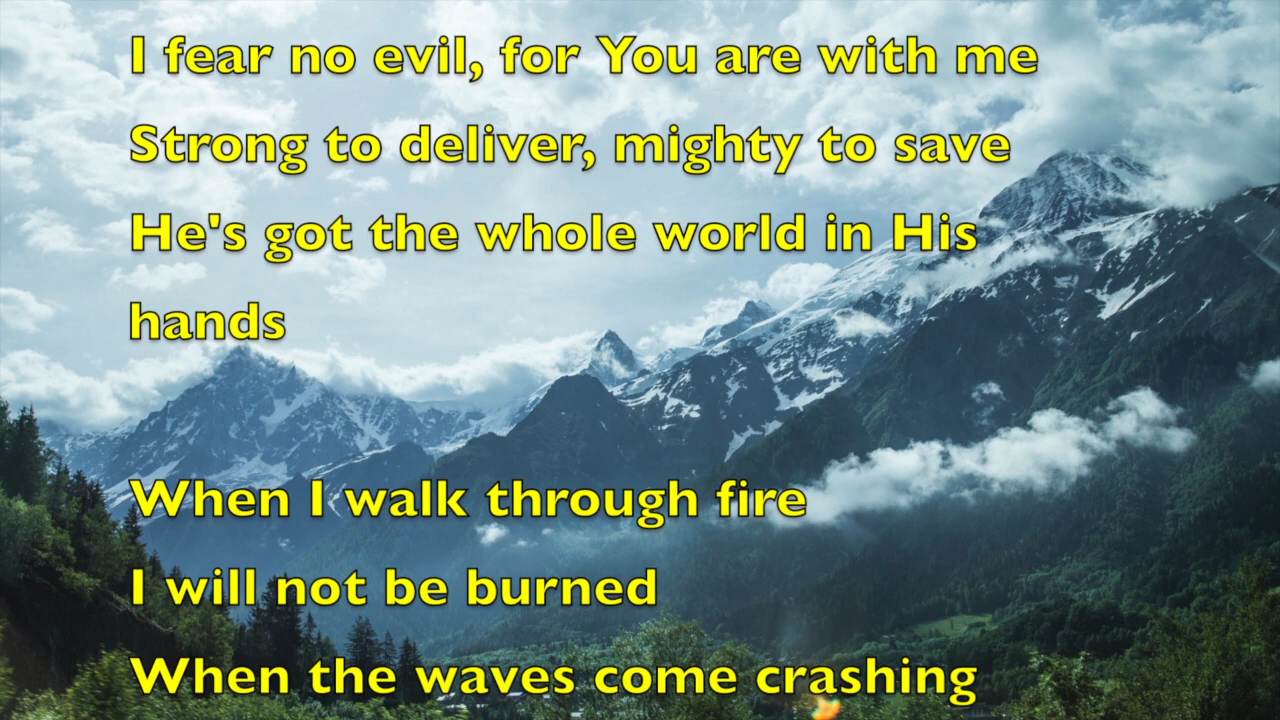 I fear no evil, for You are with me
Strong to deliver, mighty to save
He's got the whole world in His
hands
When I walk through fire
I will not be burned
When the waves come crashing